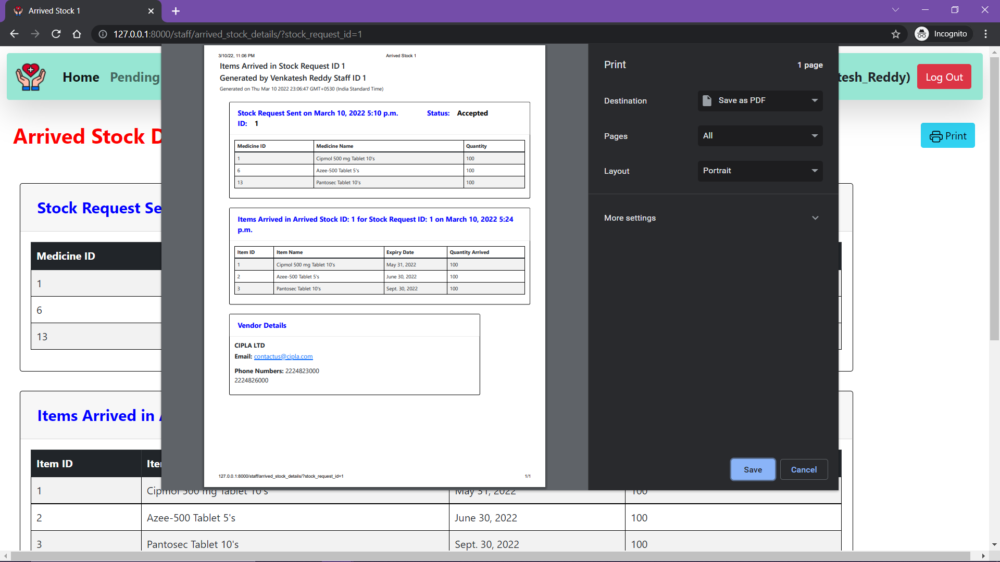 Arrived Stock 1
127.0.0.1:8000/staff/arrived_stock_details/?stock_request_id=1
Incognito
Home Pending
tesh_Reddy) Log Out
Arrived Stock D
Print
Stock Request Se
Medicine ID
1
6
13
Items Arrived in
Item ID Ite
1 Cipmol 500 mg Tablet 10's May 31, 2022 100
2 Azee-500 Tablet 5's June 30, 2022 100
3 Pantosec Tablet 10's Sept. 30, 2022 100
3/10/22, 11:06 PM Arrived Stock 1
Items Arrived in Stock Request ID 1
Generated by Venkatesh Reddy Staff ID 1
Generated on Thu Mar 10 2022 23:06:47 GMT+0530 (India Standard Time)
Stock Request Sent on March 10, 2022 5:10 p.m. Status: Accepted
ID: 1
Medicine ID Medicine Name Quantity
1 Cipmol 500 mg Tablet 10's 100
6 Azee-500 Tablet 5's 100
13 Pantosec Tablet 10's 100
Items Arrived in Arrived Stock ID: 1 for Stock Request ID: 1 on March 10, 2022 5:24
p.m.
Item ID Item Name Expiry Date Quantity Arrived
1 Cipmol 500 mg Tablet 10's May 31, 2022 100
2 Azee-500 Tablet 5's June 30, 2022 100
3 Pantosec Tablet 10's Sept. 30, 2022 100
Vendor Details
CIPLA LTD
Email: contactus@cipla.com
Phone Numbers: 2224823000
2224826000
127.0.0.1:8000/staff/arrived_stock_details/?stock_request_id=1 1/1
Print 1 page
Destination Save as PDF
Pages All
Layout Portrait
More settings
Save Cancel